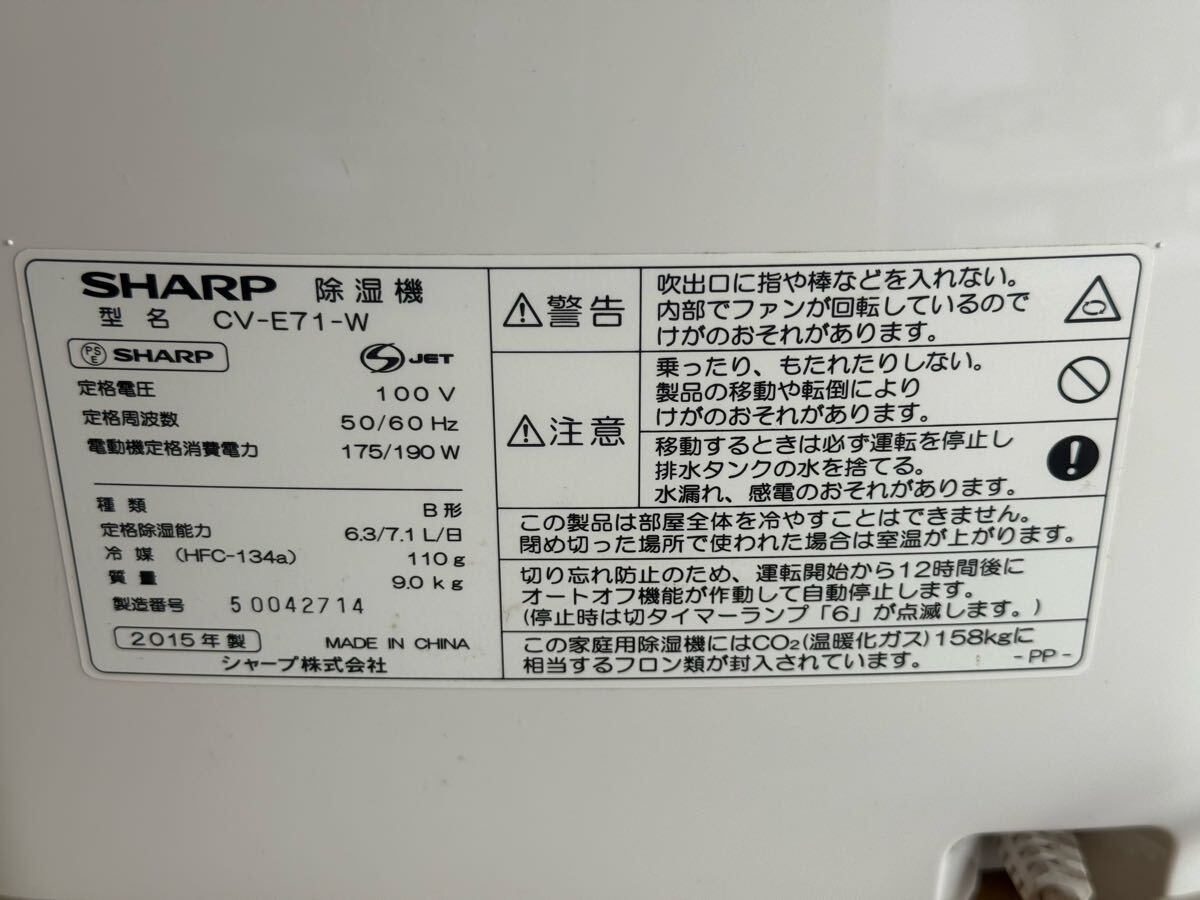 SHARP 除湿機
型名 CV-E71-W
PS E SHARP S JET
定格電圧 100 V
定格周波数 50/60 Hz
電動機定格消費電力 175/190 W
種類 B形
定格除湿能力 6.3/7.1 L/日
冷媒 (HFC-134a) 110 g
質量 9.0 kg
製造番号 50042714
2015年製 MADE IN CHINA
シャープ株式会社
警告
吹出口に指や棒などを入れない。
内部でファンが回転しているので
けがのおそれがあります。
注意
乗ったり、もたれたりしない。
製品の移動や転倒により
けがのおそれがあります。
移動するときは必ず運転を停止し
排水タンクの水を捨てる。
水漏れ、感電のおそれがあります。
この製品は部屋全体を冷やすことはできません。
閉め切った場所で使われた場合は室温が上がります。
切り忘れ防止のため、運転開始から12時間後に
オートオフ機能が作動して自動停止します。
(停止時は切タイマーランプ「6」が点滅します。)
この家庭用除湿機にはCO₂(温暖化ガス)158kgに
相当するフロン類が封入されています。 -PP-